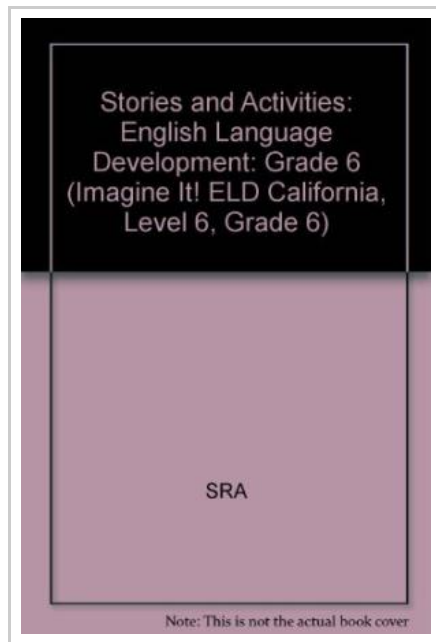 Stories and Activities:
English Language
Development: Grade 6
(Imagine It! ELD California,
Level 6, Grade 6)
SRA
Note: This is not the actual book cover